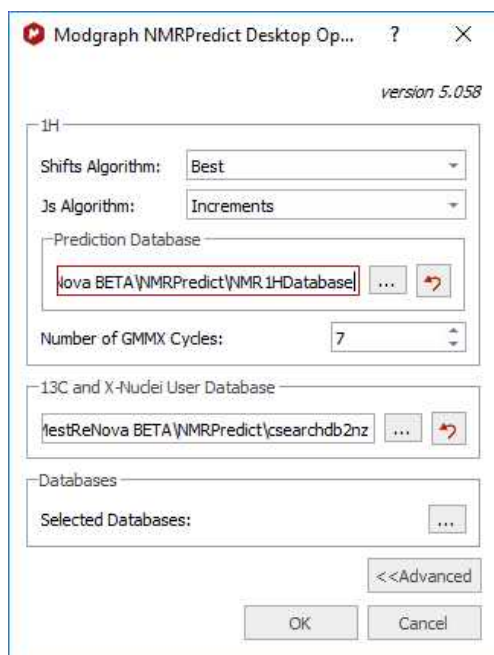 Modgraph NMRPredict Desktop Op... ?
version 5.058
1H
Shifts Algorithm: Best
Js Algorithm: Increments
Prediction Database
Nova BETA\NMRPredict\NMR1HDatabase ...
Number of GMMX Cycles: 7
13C and X-Nuclei User Database
MestReNova BETA\NMRPredict\csearchdb2nz ...
Databases
Selected Databases: ...
<<Advanced
OK Cancel